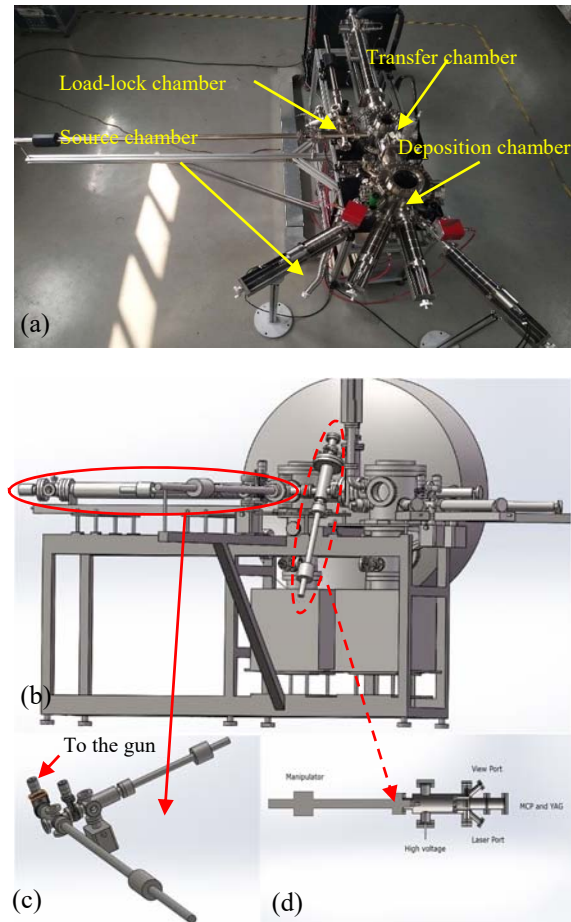 Transfer chamber
Load-lock chamber
Source chamber
Deposition chamber
(a)
(b)
To the gun
(c)
Manipulator
View Port
MCP and YAG
High voltage
Laser Port
(d)